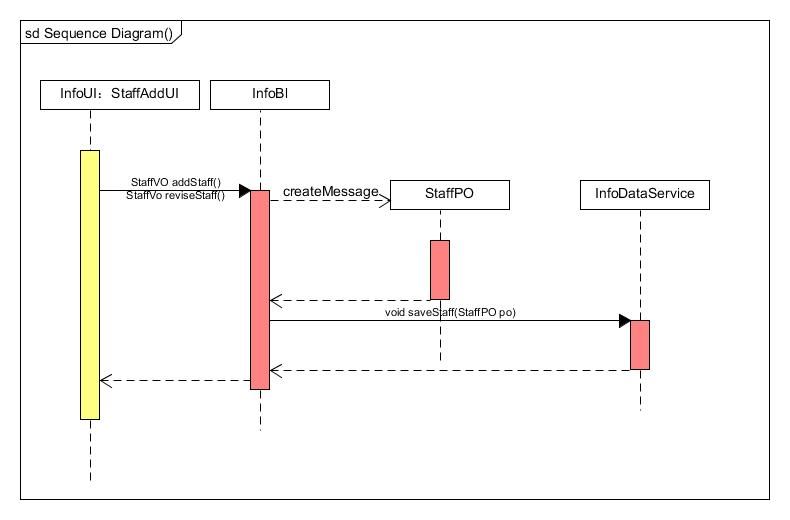 sd Sequence Diagram()
InfoUI：StaffAddUI
InfoBl
StaffVO addStaff()
StaffVo reviseStaff()
createMessage
StaffPO
InfoDataService
void saveStaff(StaffPO po)